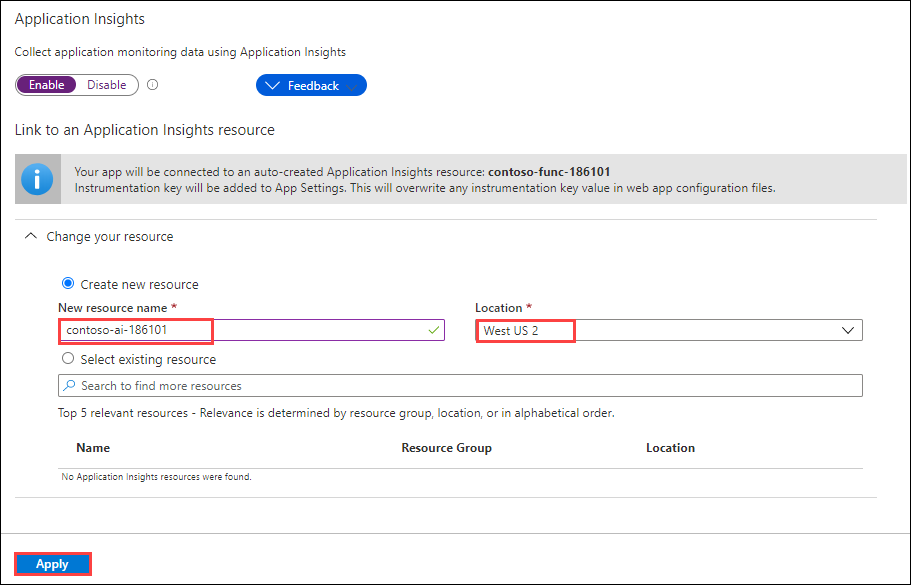 Application Insights
Collect application monitoring data using Application Insights
Enable Disable Feedback
Link to an Application Insights resource
Your app will be connected to an auto-created Application Insights resource: contoso-func-186101
Instrumentation key will be added to App Settings. This will overwrite any instrumentation key value in web app configuration files.
Change your resource
Create new resource
New resource name * Location *
contoso-ai-186101 West US 2
Select existing resource
Search to find more resources
Top 5 relevant resources - Relevance is determined by resource group, location, or in alphabetical order.
Name Resource Group Location
No Application Insights resources were found.
Apply